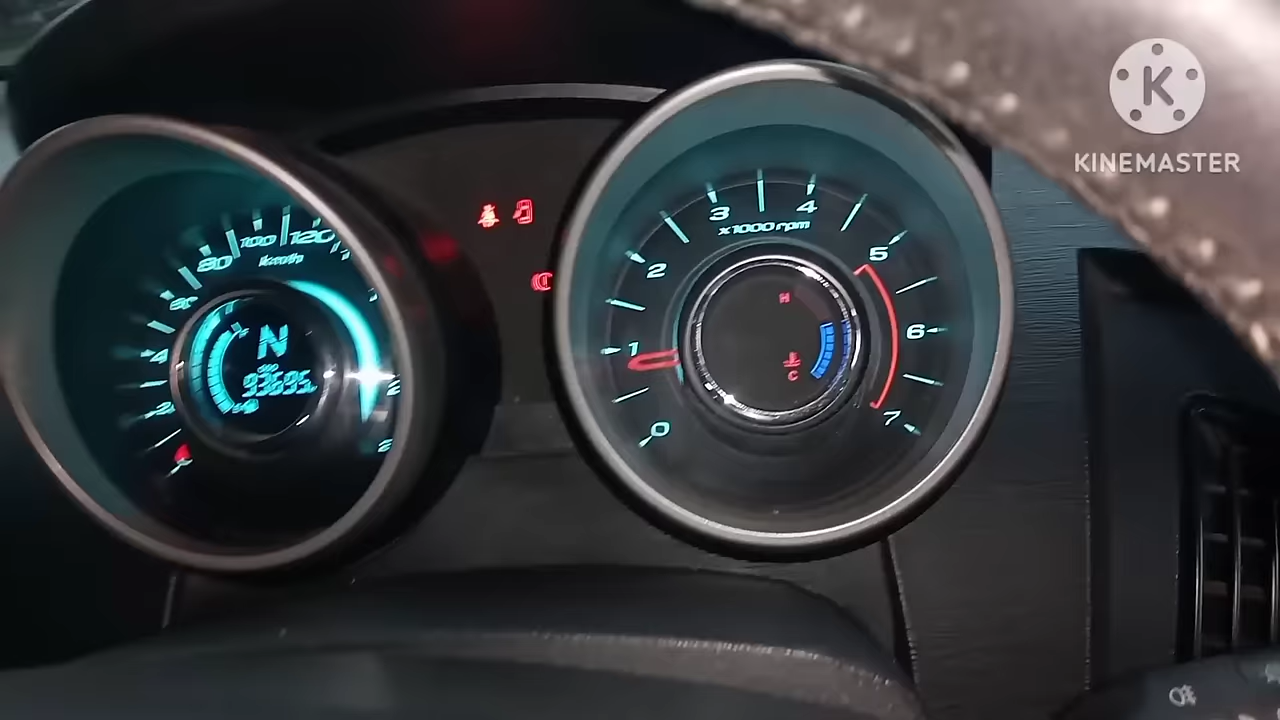 K
KINEMASTER
100 120
80
km/h
N
3 4
x1000 rpm
2 5
1 6
0 7
H
C